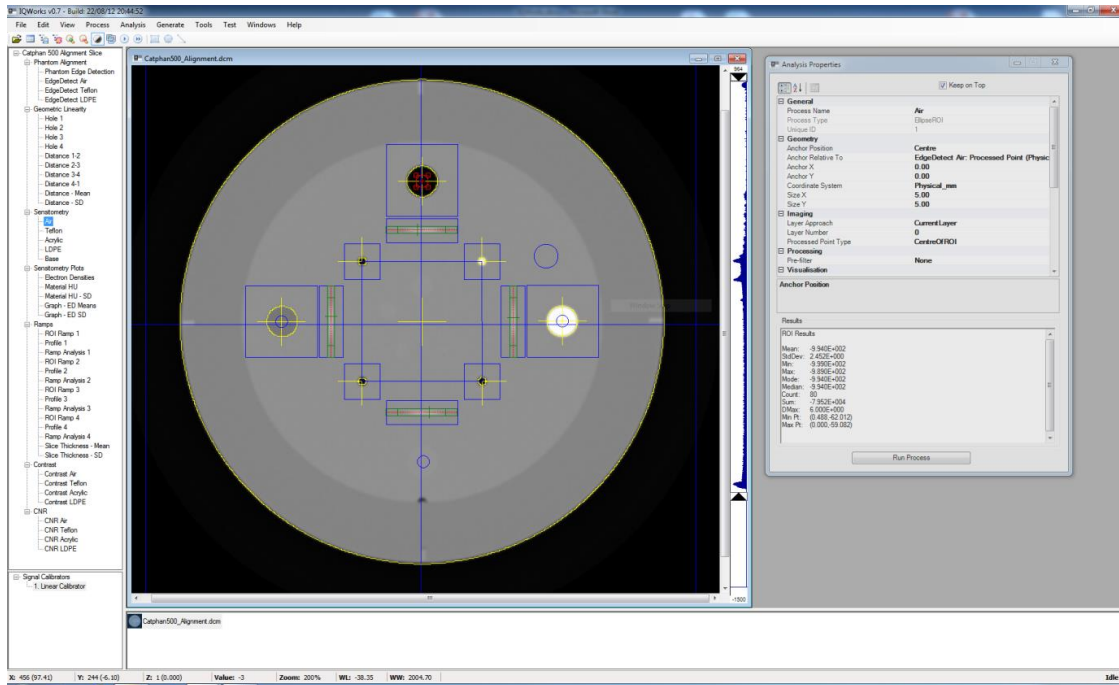 IQWorks v0.7 - Build: 22/08/12 20:44:52
File Edit View Process Analysis Generate Tools Test Windows Help
Catphan 500 Alignment Slice
Phantom Alignment
Phantom Edge Detection
EdgeDetect Air
EdgeDetect Teflon
EdgeDetect LDPE
Geometric Linearity
Hole 1
Hole 2
Hole 3
Hole 4
Distance 1-2
Distance 2-3
Distance 3-4
Distance 4-1
Distance - Mean
Distance - SD
Sensitometry
Air
Teflon
Acrylic
LDPE
Base
Sensitometry Plots
Electron Densities
Material HU
Material HU - SD
Graph - ED Means
Graph - ED SD
Ramps
ROI Ramp 1
Profile 1
Ramp Analysis 1
ROI Ramp 2
Profile 2
Ramp Analysis 2
ROI Ramp 3
Profile 3
Ramp Analysis 3
ROI Ramp 4
Profile 4
Ramp Analysis 4
Slice Thickness - Mean
Slice Thickness - SD
Contrast
Contrast Air
Contrast Teflon
Contrast Acrylic
Contrast LDPE
CNR
CNR Air
CNR Teflon
CNR Acrylic
CNR LDPE
Signal Calibrators
1. Linear Calibrator
Catphan500_Alignment.dcm
964
-1500
Catphan500_Alignment.dcm
Analysis Properties
Keep on Top
General
Process Name Air
Process Type EllipseROI
Unique ID 1
Geometry
Anchor Position Centre
Anchor Relative To EdgeDetect Air: Processed Point (Physic
Anchor X 0.00
Anchor Y 0.00
Coordinate System Physical_mm
Size X 5.00
Size Y 5.00
Imaging
Layer Approach CurrentLayer
Layer Number 0
Processed Point Type CentreOfROI
Processing
Pre-filter None
Visualisation
Anchor Position
Results
ROI Results
Mean: -9.940E+002
StdDev: 2.452E+000
Min: -9.990E+002
Max: -9.890E+002
Mode: -9.940E+002
Median: -9.940E+002
Count: 80
Sum: -7.952E+004
DMax: 6.000E+000
Min Pt: (0.488,-62.012)
Max Pt: (0.000,-59.082)
Run Process
X: 456 (97.41) Y: 244 (-6.10) Z: 1 (0.000) Value: -3 Zoom: 200% WL: -38.35 WW: 2004.70 Idle